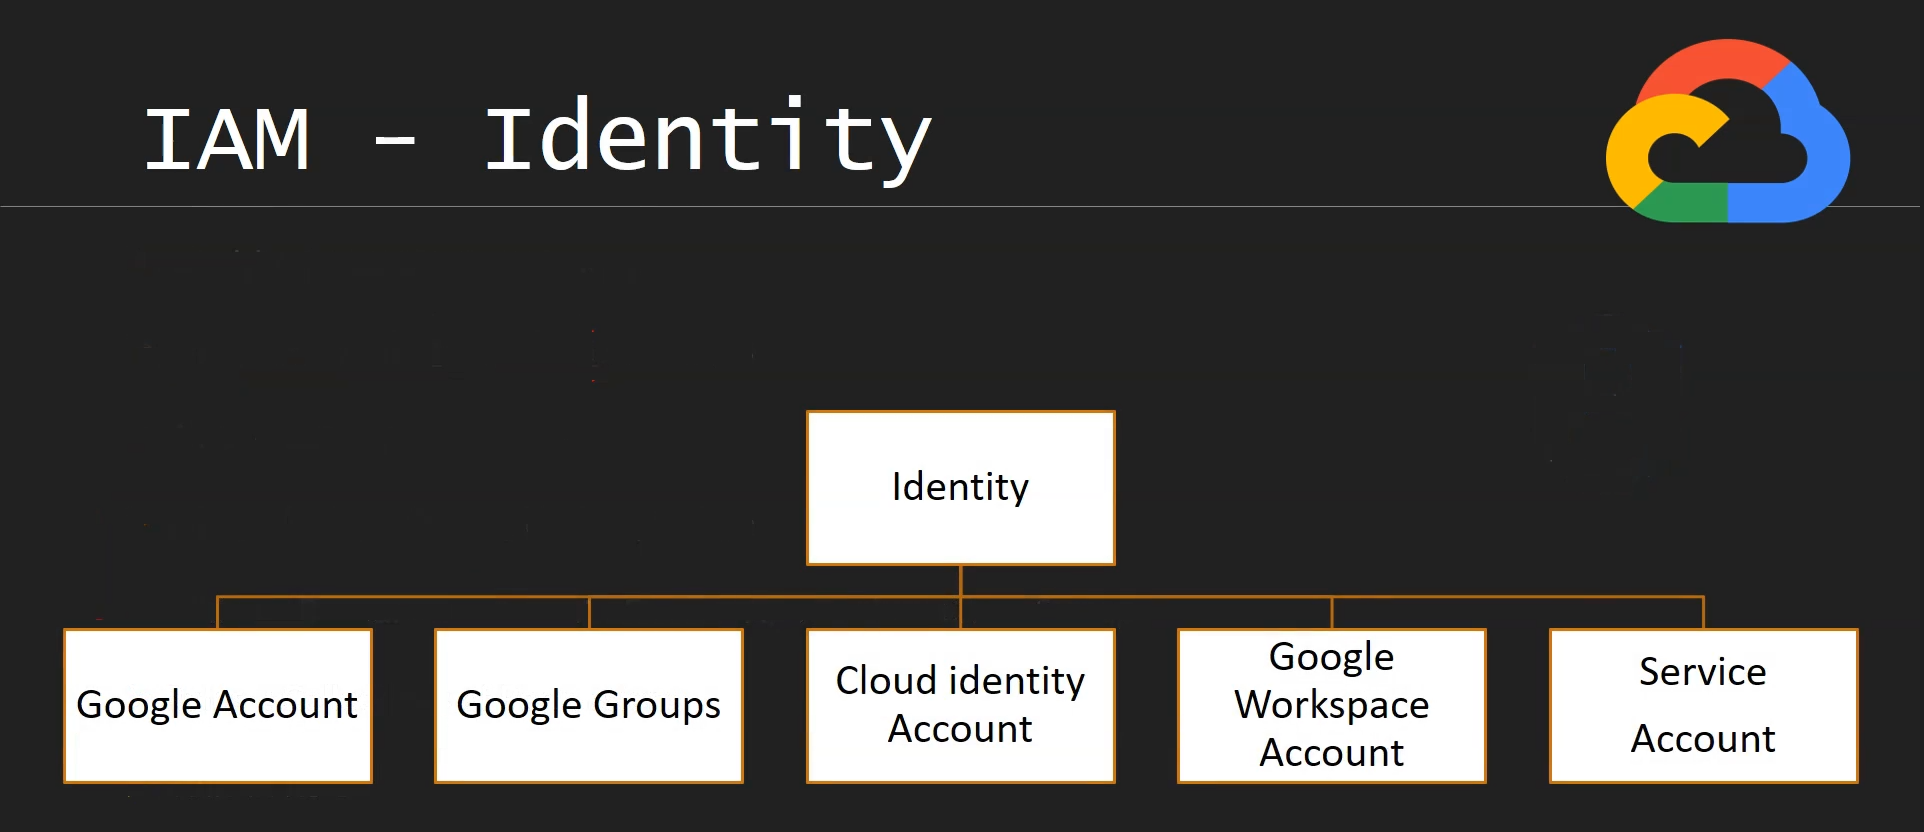 IAM - Identity
Identity
Google Account
Google Groups
Cloud identity
Account
Google
Workspace
Account
Service
Account